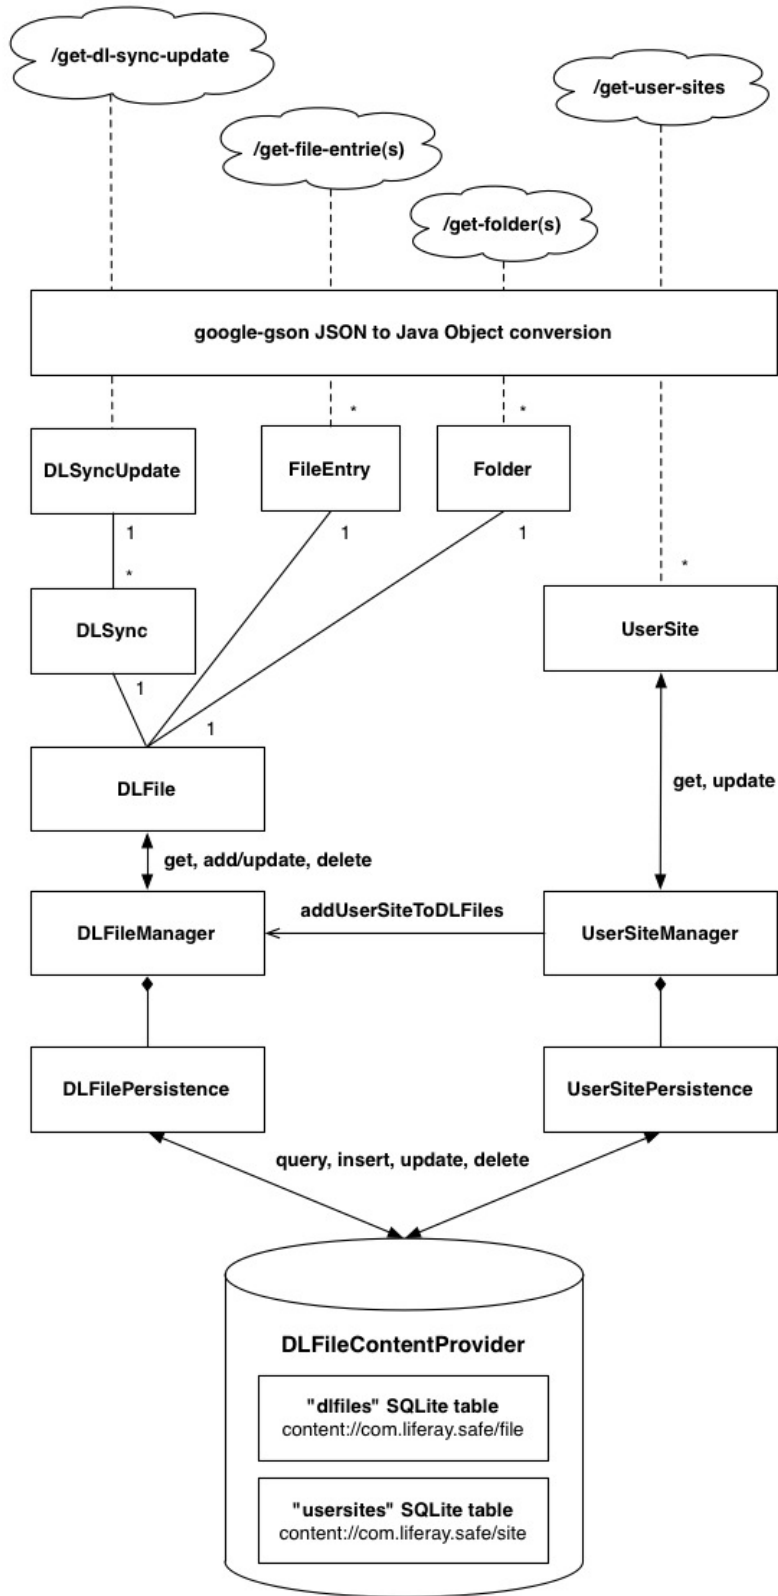 /get-dl-sync-update
/get-user-sites
/get-file-entrie(s)
/get-folder(s)
google-gson JSON to Java Object conversion
*
*
DLSyncUpdate
FileEntry
Folder
1
1
1
*
*
DLSync
UserSite
1
1
DLFile
get, update
get, add/update, delete
addUserSiteToDLFiles
DLFileManager
UserSiteManager
DLFilePersistence
UserSitePersistence
query, insert, update, delete
DLFileContentProvider
"dlfiles" SQLite table
content://com.liferay.safe/file
"usersites" SQLite table
content://com.liferay.safe/site